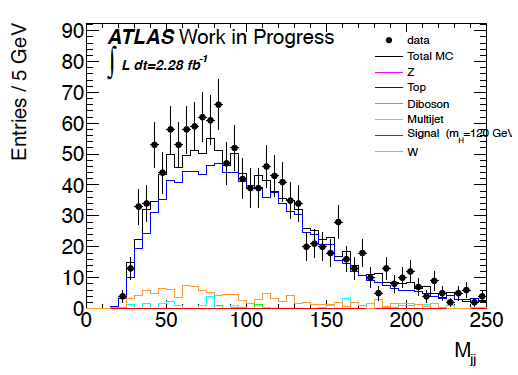 ATLAS Work in Progress
∫ L dt=2.28 fb⁻¹
data
Total MC
Z
Top
Diboson
Multijet
Signal (m_H=120 GeV
W
Entries / 5 GeV
90
80
70
60
50
40
30
20
10
0
0 50 100 150 200 250
M_jj